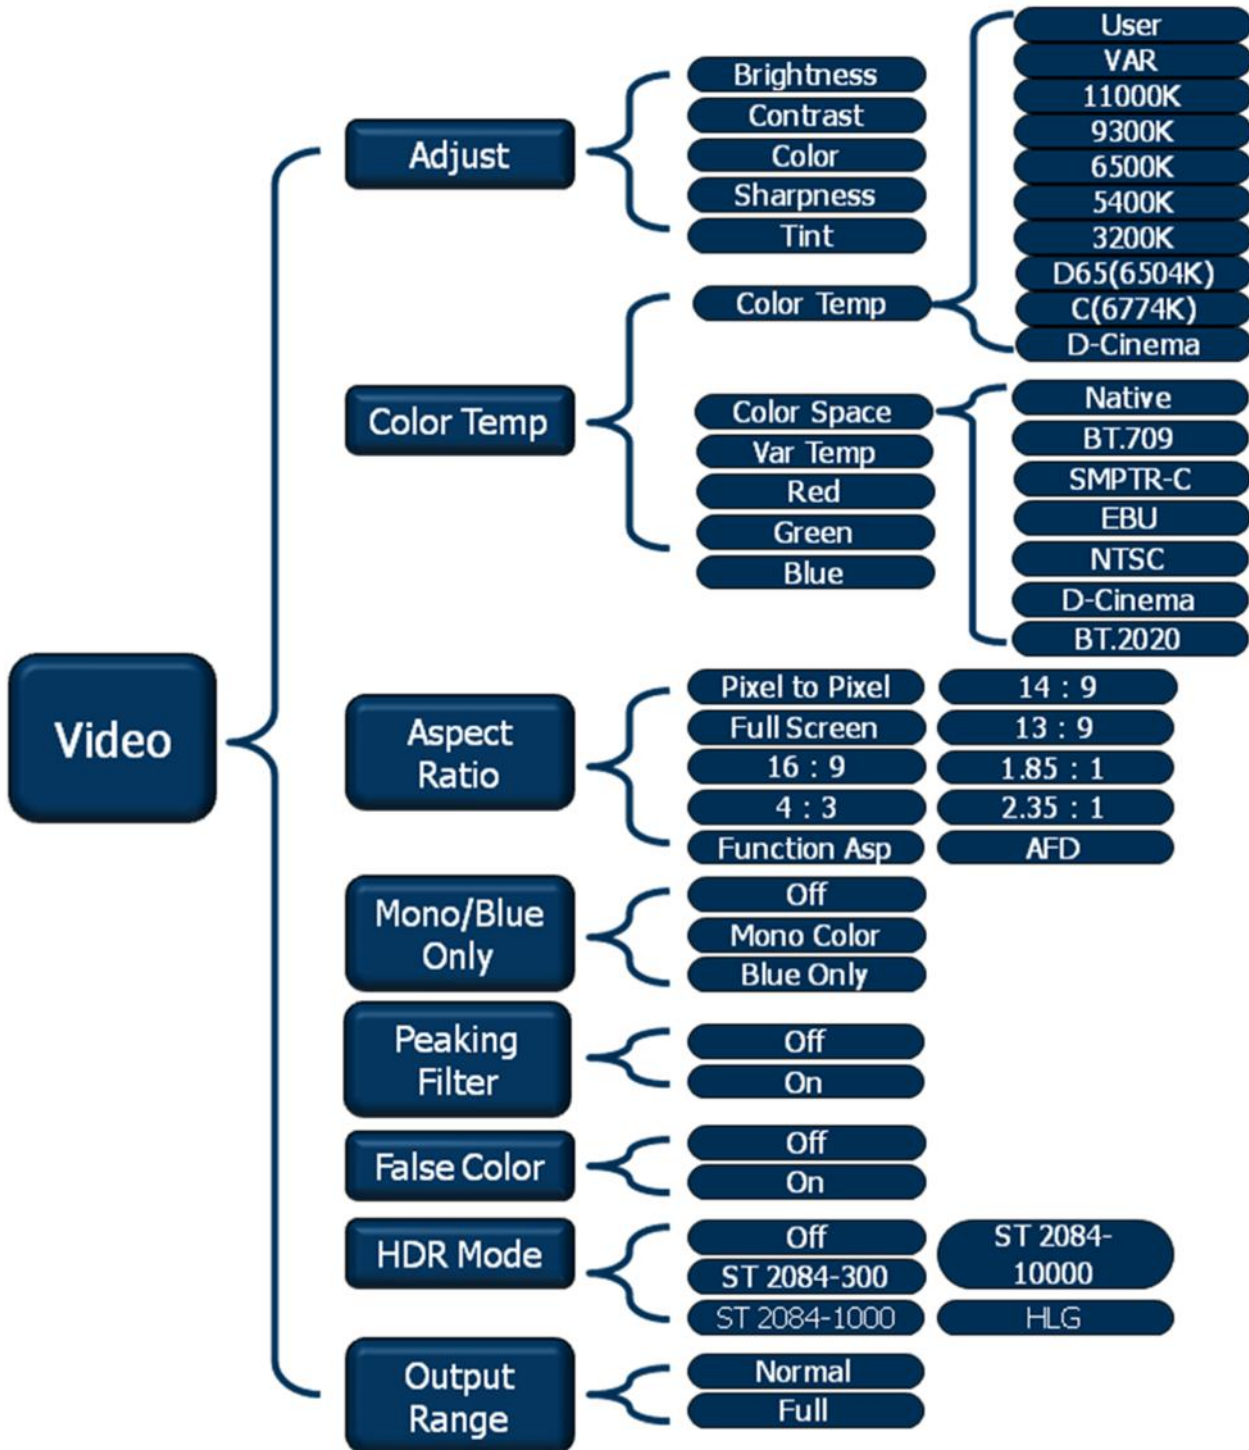 Video
Adjust
Brightness
Contrast
Color
Sharpness
Tint
Color Temp
Color Temp
User
VAR
11000K
9300K
6500K
5400K
3200K
D65(6504K)
C(6774K)
D-Cinema
Color Space
Native
BT.709
SMPTR-C
EBU
NTSC
D-Cinema
BT.2020
Var Temp
Red
Green
Blue
Aspect
Ratio
Pixel to Pixel
Full Screen
16 : 9
4 : 3
Function Asp
14 : 9
13 : 9
1.85 : 1
2.35 : 1
AFD
Mono/Blue
Only
Off
Mono Color
Blue Only
Peaking
Filter
Off
On
False Color
Off
On
HDR Mode
Off
ST 2084-300
ST 2084-1000
ST 2084-
10000
HLG
Output
Range
Normal
Full